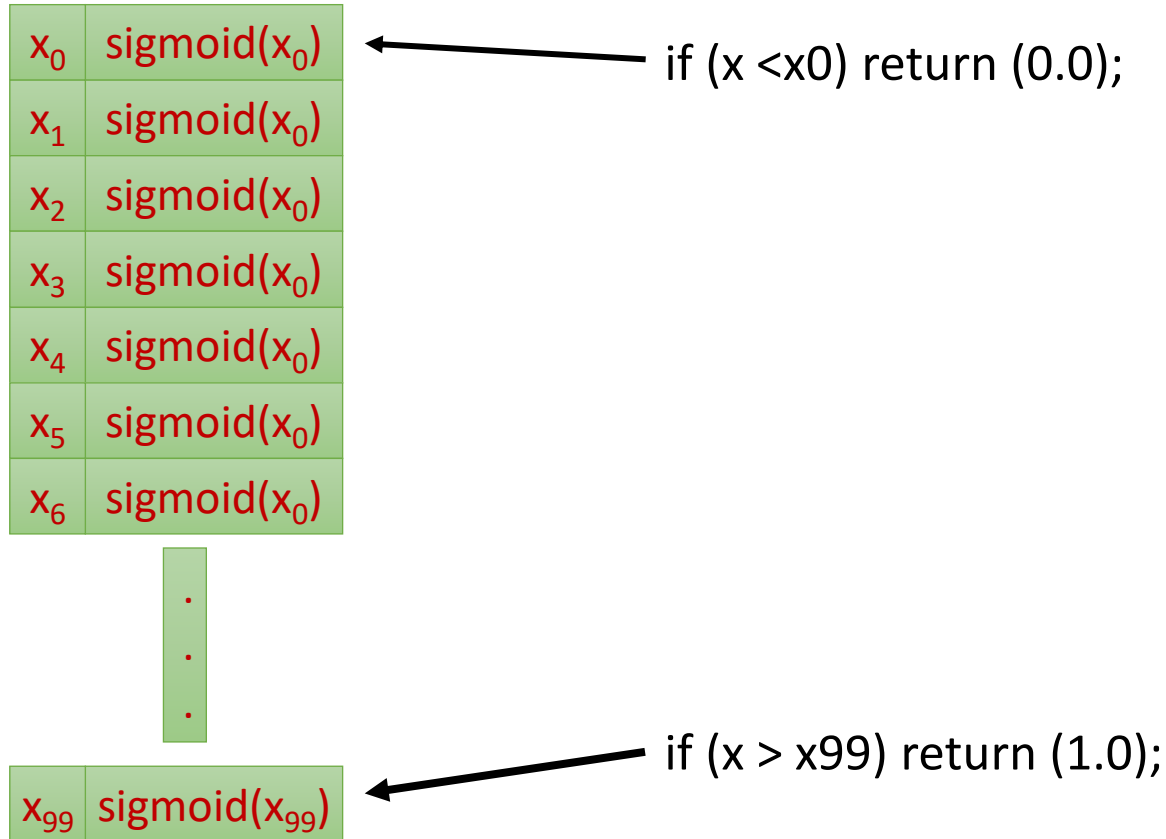 x₀ sigmoid(x₀)
if (x <x0) return (0.0);
x₁ sigmoid(x₀)
x₂ sigmoid(x₀)
x₃ sigmoid(x₀)
x₄ sigmoid(x₀)
x₅ sigmoid(x₀)
x₆ sigmoid(x₀)
.
.
.
if (x > x99) return (1.0);
x₉₉ sigmoid(x₉₉)